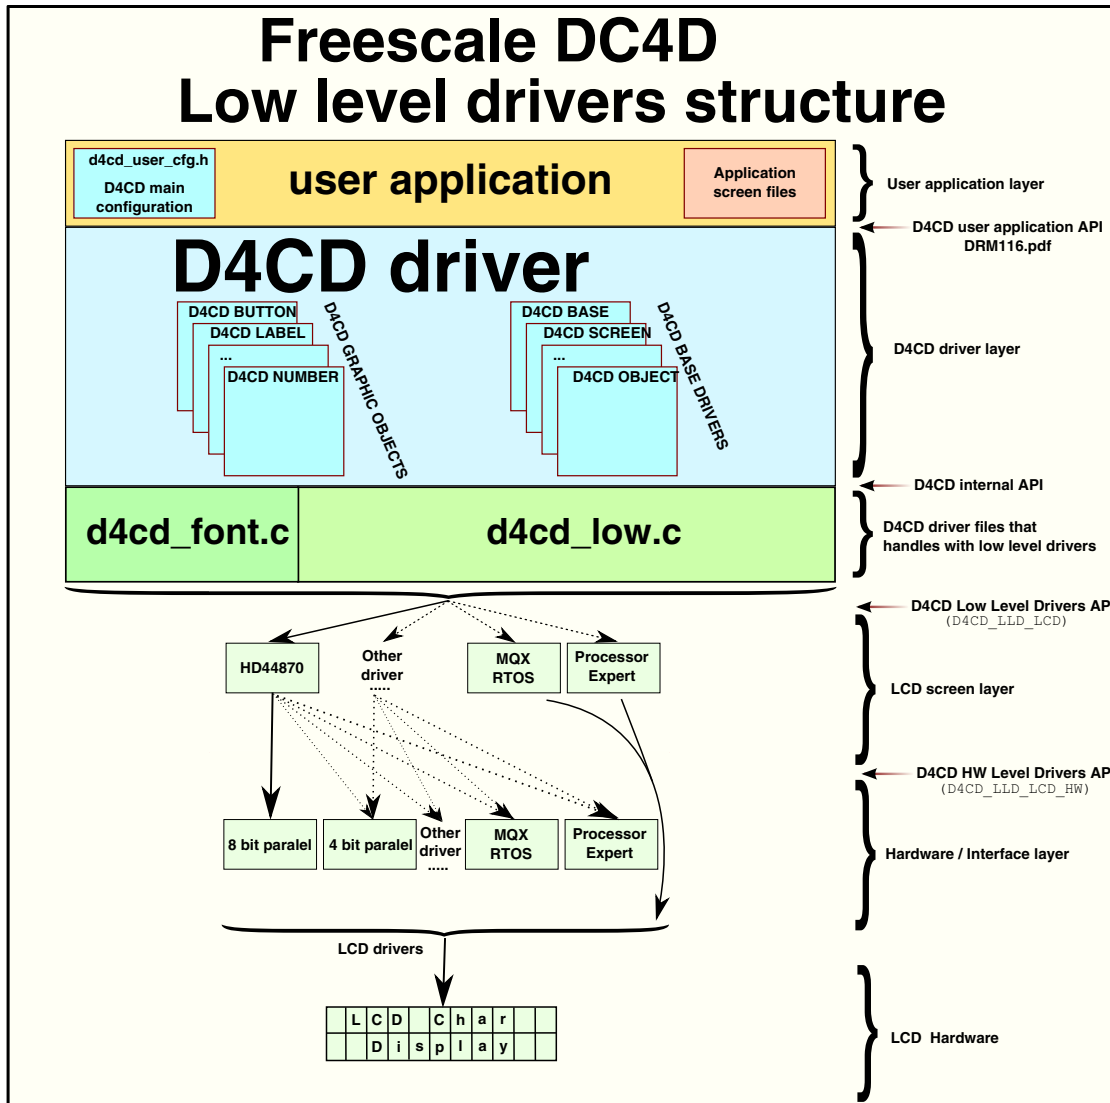 Freescale DC4D
Low level drivers structure
d4cd_user_cfg.h
D4CD main
configuration
user application
Application
screen files
User application layer
D4CD user application API
DRM116.pdf
D4CD driver
D4CD BUTTON
D4CD LABEL
...
D4CD NUMBER
D4CD GRAPHIC OBJECTS
D4CD BASE
D4CD SCREEN
...
D4CD OBJECT
D4CD BASE DRIVERS
D4CD driver layer
D4CD internal API
d4cd_font.c
d4cd_low.c
D4CD driver files that
handles with low level drivers
D4CD Low Level Drivers AP
(D4CD_LLD_LCD)
HD44870
Other
driver
.....
MQX
RTOS
Processor
Expert
LCD screen layer
D4CD HW Level Drivers AP
(D4CD_LLD_LCD_HW)
8 bit paralel
4 bit paralel
Other
driver
.....
MQX
RTOS
Processor
Expert
Hardware / Interface layer
LCD drivers
L C D C h a r
D i s p l a y
LCD Hardware